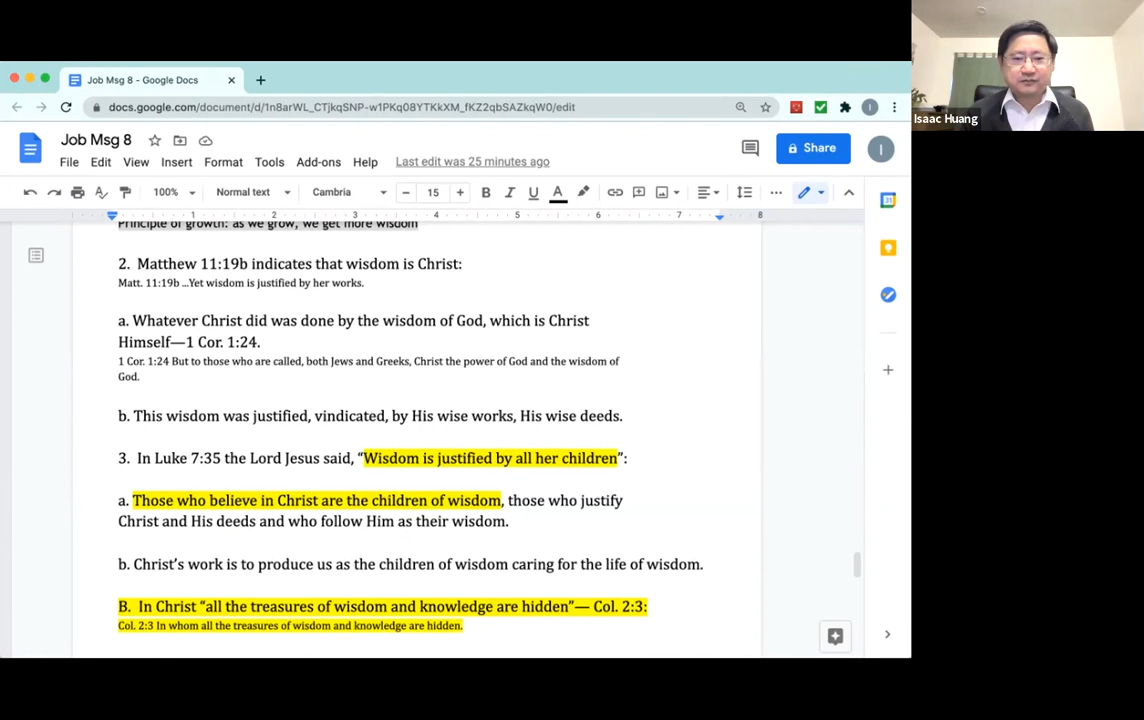 Job Msg 8 - Google Docs
docs.google.com/document/d/1n8arWL_CTjkqSNP-w1PKq08YTKkXM_fKZ2qbSAZkqW0/edit
Isaac Huang
Job Msg 8
File Edit View Insert Format Tools Add-ons Help Last edit was 25 minutes ago
Share
I
100% Normal text Cambria 15 B I U A
1 2 3 4 5 6 7 8
31
Principle of growth: as we grow, we get more wisdom
2. Matthew 11:19b indicates that wisdom is Christ:
Matt. 11:19b ...Yet wisdom is justified by her works.
a. Whatever Christ did was done by the wisdom of God, which is Christ
Himself—1 Cor. 1:24.
1 Cor. 1:24 But to those who are called, both Jews and Greeks, Christ the power of God and the wisdom of
God.
b. This wisdom was justified, vindicated, by His wise works, His wise deeds.
3. In Luke 7:35 the Lord Jesus said, “Wisdom is justified by all her children”:
a. Those who believe in Christ are the children of wisdom, those who justify
Christ and His deeds and who follow Him as their wisdom.
b. Christ’s work is to produce us as the children of wisdom caring for the life of wisdom.
B. In Christ “all the treasures of wisdom and knowledge are hidden”— Col. 2:3:
Col. 2:3 In whom all the treasures of wisdom and knowledge are hidden.